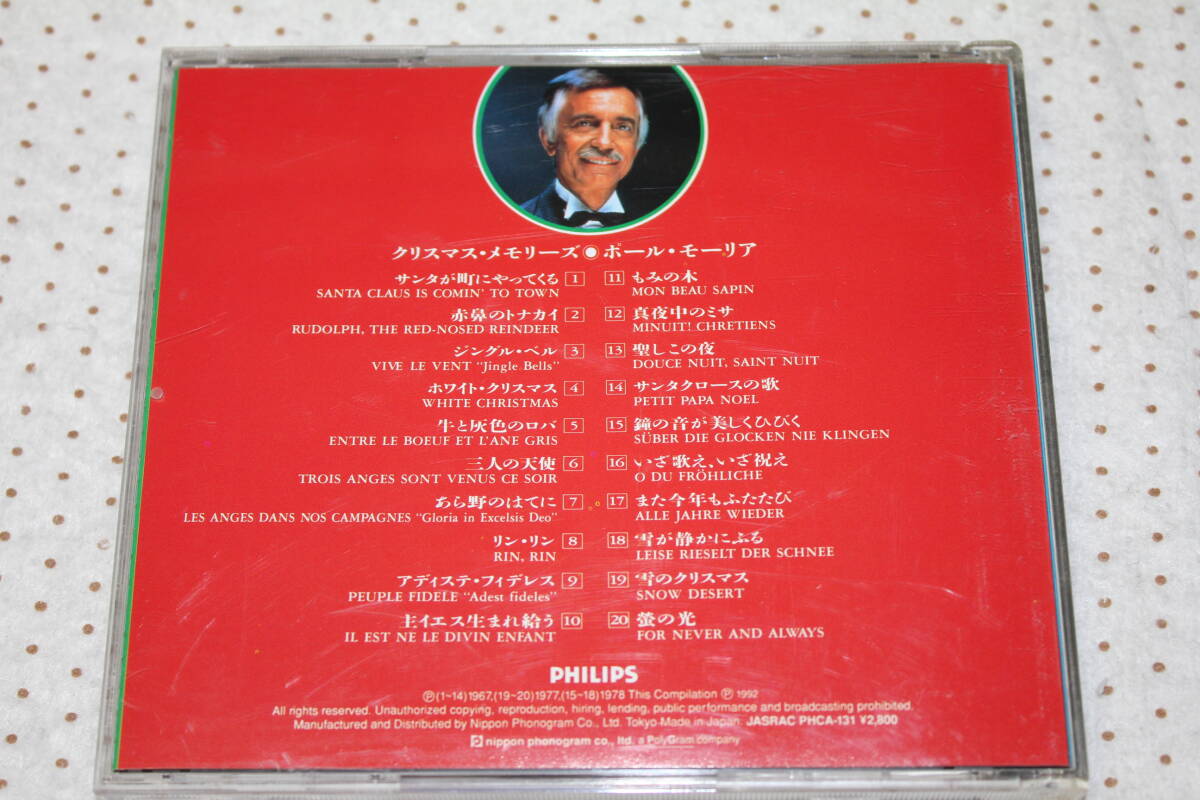 クリスマス・メモリーズ◉ポール・モーリア
サンタが町にやってくる 1
SANTA CLAUS IS COMIN' TO TOWN
赤鼻のトナカイ 2
RUDOLPH, THE RED-NOSED REINDEER
ジングル・ベル 3
VIVE LE VENT "Jingle Bells"
ホワイト・クリスマス 4
WHITE CHRISTMAS
牛と灰色のロバ 5
ENTRE LE BOEUF ET L'ANE GRIS
三人の天使 6
TROIS ANGES SONT VENUS CE SOIR
あら野のはてに 7
LES ANGES DANS NOS CAMPAGNES "Gloria in Excelsis Deo"
リン・リン 8
RIN, RIN
アディステ・フィデレス 9
PEUPLE FIDELE "Adest fideles"
主イエス生まれ給う 10
IL EST NE LE DIVIN ENFANT
11 もみの木
MON BEAU SAPIN
12 真夜中のミサ
MINUIT! CHRETIENS
13 聖しこの夜
DOUCE NUIT, SAINT NUIT
14 サンタクロースの歌
PETIT PAPA NOEL
15 鐘の音が美しくひびく
SÜBER DIE GLOCKEN NIE KLINGEN
16 いざ歌え、いざ祝え
O DU FRÖHLICHE
17 また今年もふたたび
ALLE JAHRE WIEDER
18 雪が静かにふる
LEISE RIESELT DER SCHNEE
19 雪のクリスマス
SNOW DESERT
20 螢の光
FOR NEVER AND ALWAYS
PHILIPS
℗(1~14)1967,(19~20)1977,(15~18)1978 This Compilation ℗ 1992
All rights reserved. Unauthorized copying, reproduction, hiring, lending, public performance and broadcasting prohibited.
Manufactured and Distributed by Nippon Phonogram Co., Ltd. Tokyo Made in Japan JASRAC PHCA-131 ¥2,800
nippon phonogram co., ltd. a PolyGram company